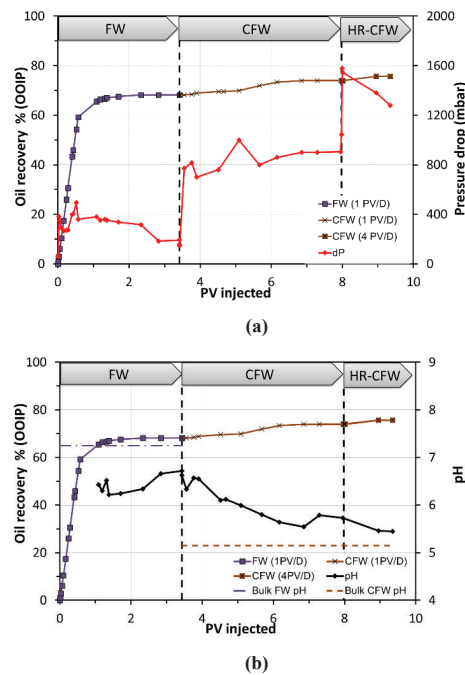 FW CFW HR-CFW
100 2000
80 1600
60 1200
40 800
20 400
0 0
0 2 4 6 8 10
Oil recovery % (OOIP)
Pressure drop (mbar)
FW (1 PV/D)
CFW (1 PV/D)
CFW (4 PV/D)
dP
PV injected
(a)
FW CFW HR-CFW
100 9
80 8
60 7
40 6
20 5
0 4
0 2 4 6 8 10
Oil recovery % (OOIP)
pH
FW (1PV/D) CFW (1PV/D)
CFW (4PV/D) pH
Bulk FW pH Bulk CFW pH
PV injected
(b)